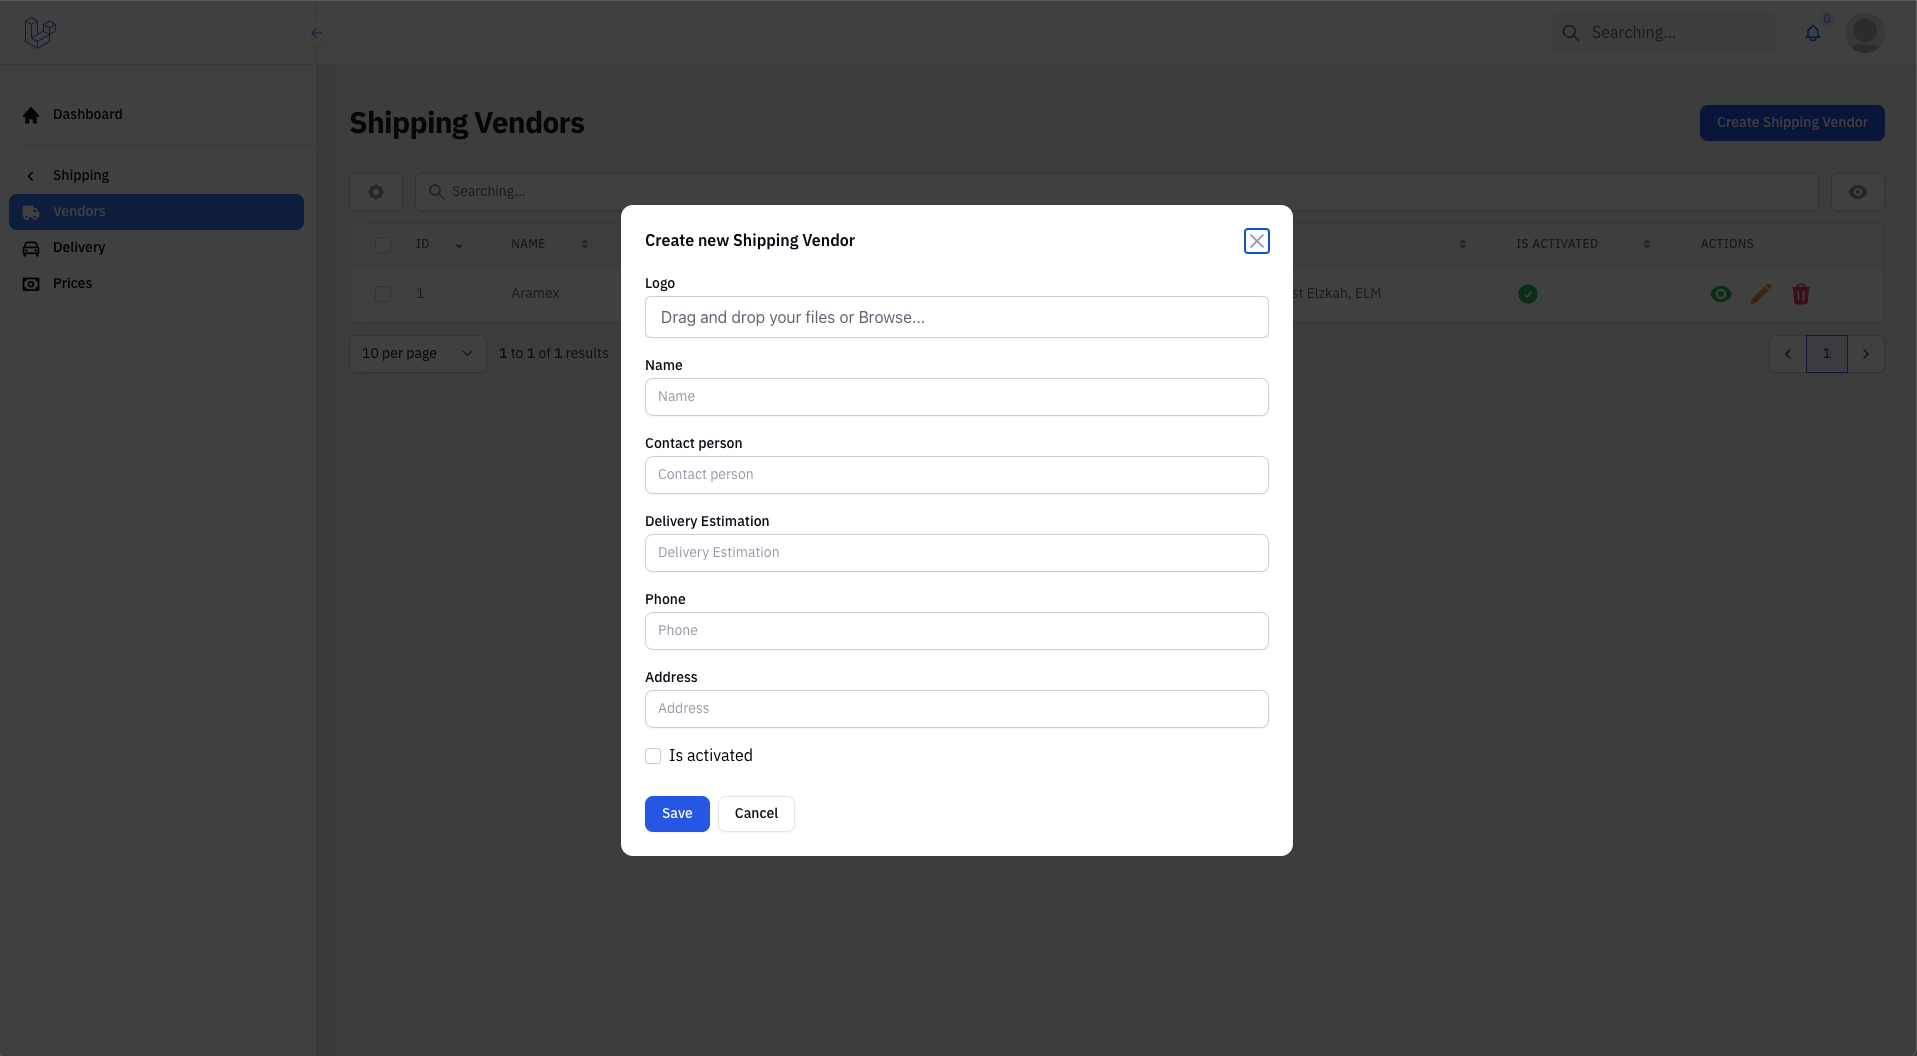 Searching...
0
Dashboard
Shipping
Vendors
Delivery
Prices
Shipping Vendors
Create Shipping Vendor
Searching...
ID
NAME
IS ACTIVATED
ACTIONS
1
Aramex
st Elzkah, ELM
10 per page
1 to 1 of 1 results
1
Create new Shipping Vendor
Logo
Drag and drop your files or Browse...
Name
Name
Contact person
Contact person
Delivery Estimation
Delivery Estimation
Phone
Phone
Address
Address
Is activated
Save
Cancel